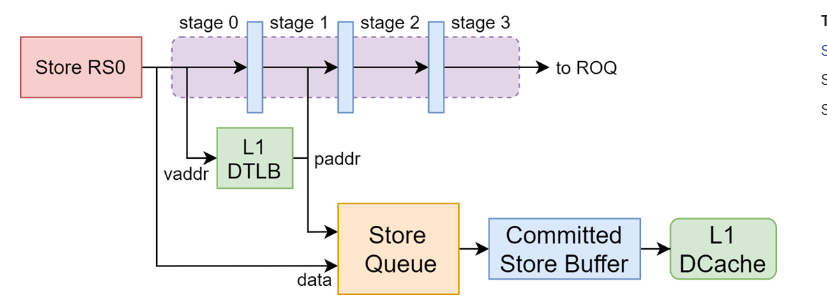 stage 0 stage 1 stage 2 stage 3
Store RS0
to ROQ
L1
DTLB
vaddr
paddr
Store
Queue
data
Committed
Store Buffer
L1
DCache